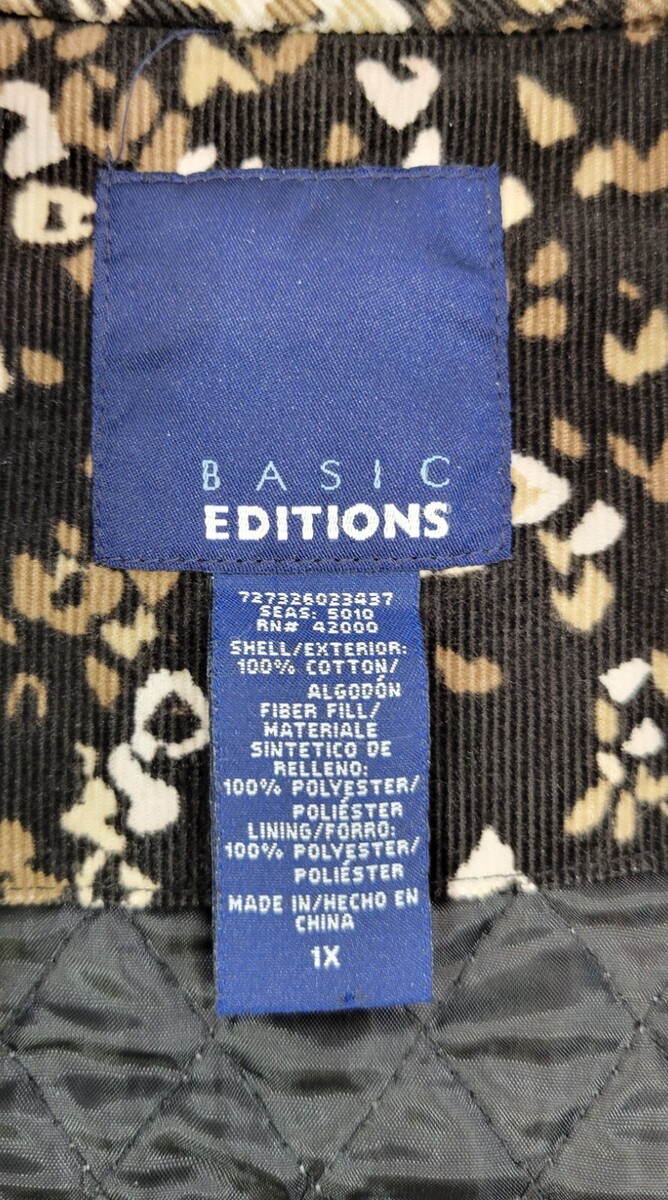 BASIC
EDITIONS
727326023437
SEAS: 5010
RN# 42000
SHELL/EXTERIOR:
100% COTTON/
ALGODÓN
FIBER FILL/
MATERIALE
SINTETICO DE
RELLENO:
100% POLYESTER/
POLIÉSTER
LINING/FORRO:
100% POLYESTER/
POLIÉSTER
MADE IN/HECHO EN
CHINA
1X